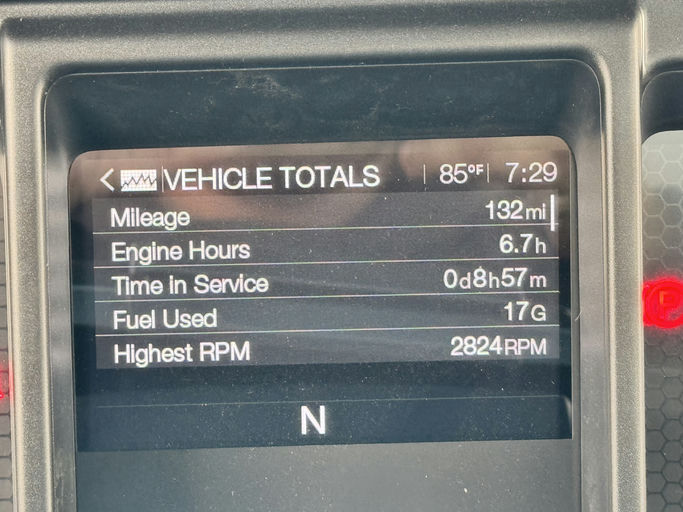 < VEHICLE TOTALS 85°F 7:29
Mileage 132mi
Engine Hours 6.7h
Time in Service 0d8h57m
Fuel Used 17G
Highest RPM 2824RPM
N